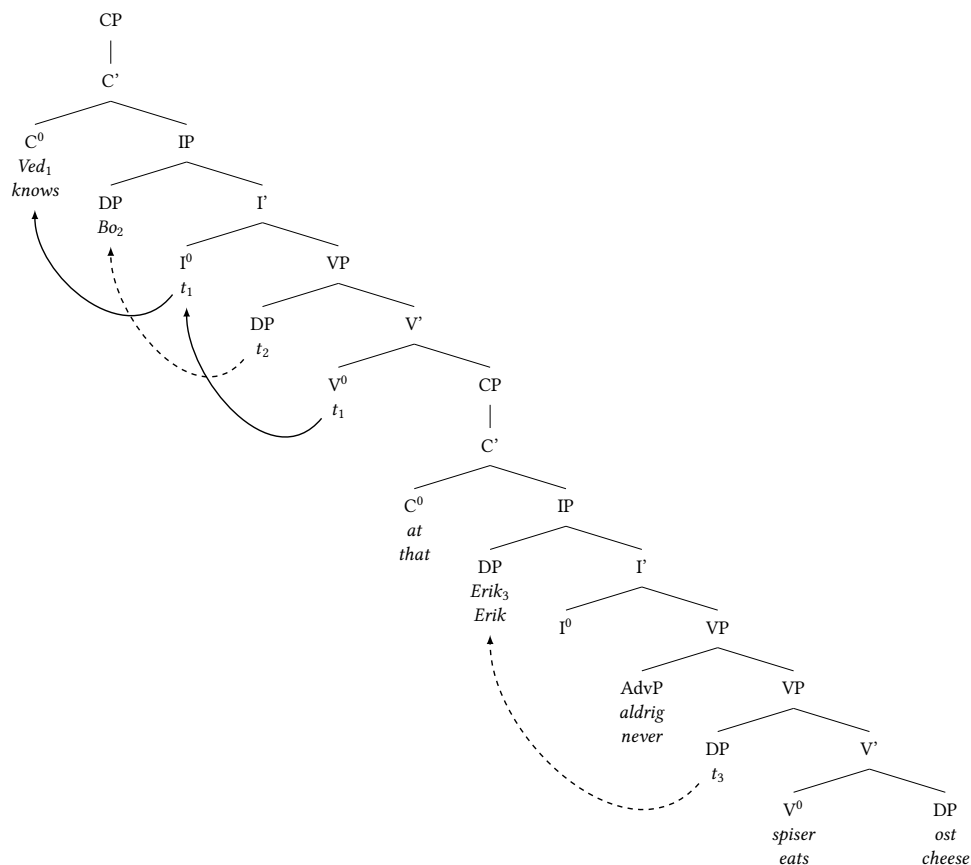 CP
C’
C⁰ IP
Ved₁
knows
DP I’
Bo₂
I⁰ VP
t₁
DP V’
t₂
V⁰ CP
t₁
C’
C⁰ IP
at
that
DP I’
Erik₃
Erik
I⁰ VP
AdvP VP
aldrig
never
DP V’
t₃
V⁰ DP
spiser ost
eats cheese